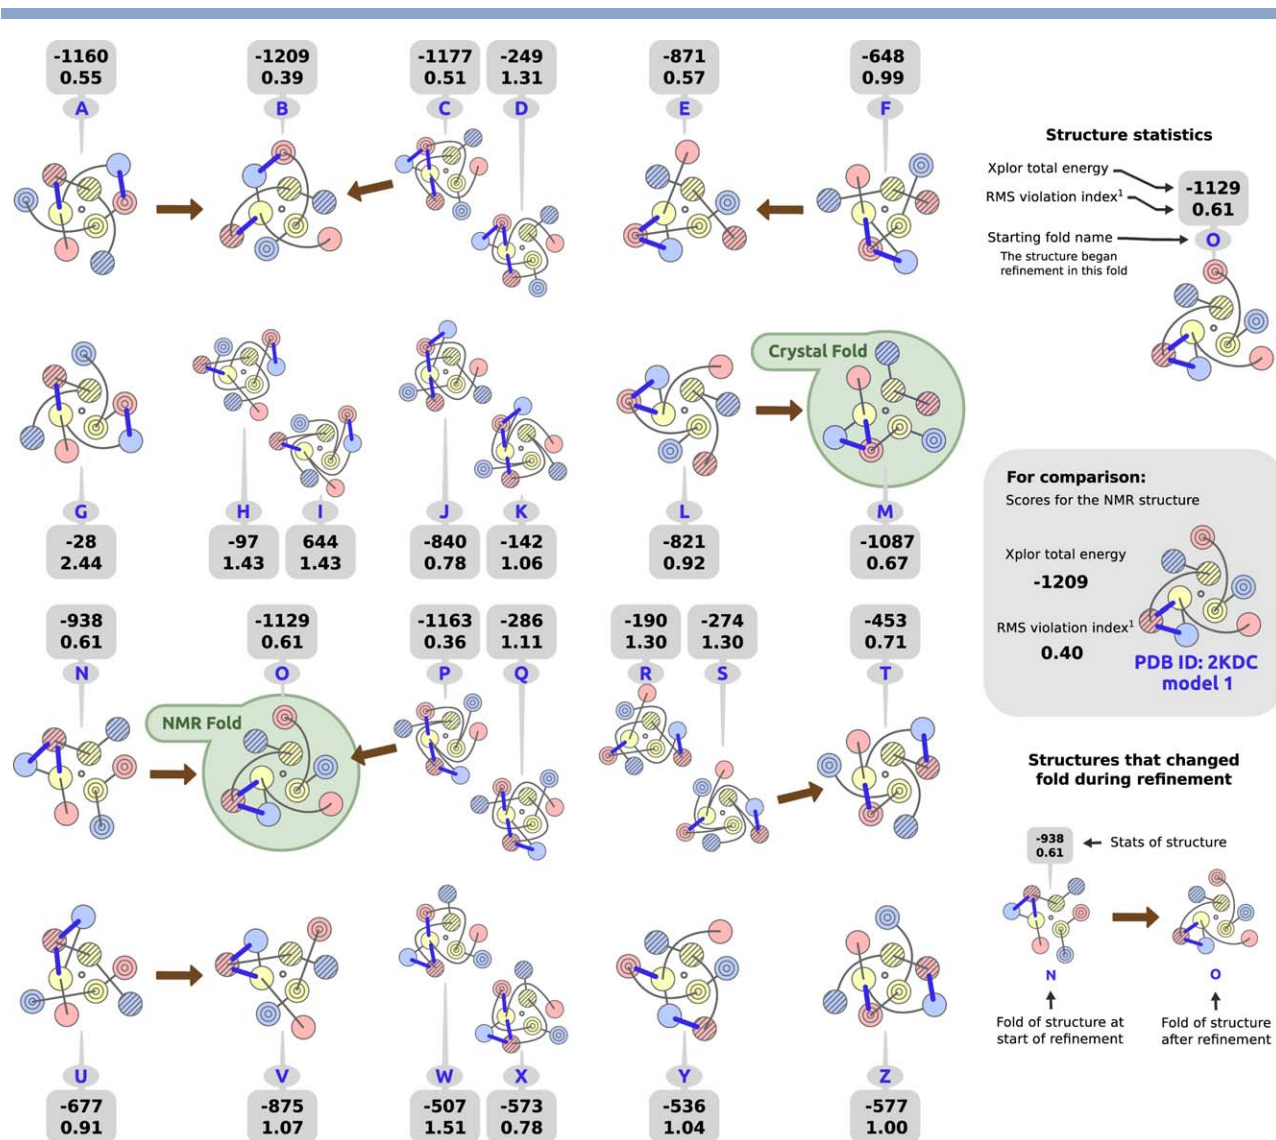 -1160
0.55
A
-1209
0.39
B
-1177
0.51
C
-249
1.31
D
-871
0.57
E
-648
0.99
F
Structure statistics
Xplor total energy
RMS violation index¹
-1129
0.61
Starting fold name
O
The structure began
refinement in this fold
G
-28
2.44
H
-97
1.43
I
644
1.43
J
-840
0.78
K
-142
1.06
L
-821
0.92
Crystal Fold
M
-1087
0.67
For comparison:
Scores for the NMR structure
Xplor total energy
-1209
RMS violation index¹
0.40
PDB ID: 2KDC
model 1
-938
0.61
N
-1129
0.61
O
NMR Fold
-1163
0.36
P
-286
1.11
Q
-190
1.30
R
-274
1.30
S
-453
0.71
T
Structures that changed
fold during refinement
-938
0.61
Stats of structure
N
O
Fold of structure at
start of refinement
Fold of structure
after refinement
U
-677
0.91
V
-875
1.07
W
-507
1.51
X
-573
0.78
Y
-536
1.04
Z
-577
1.00